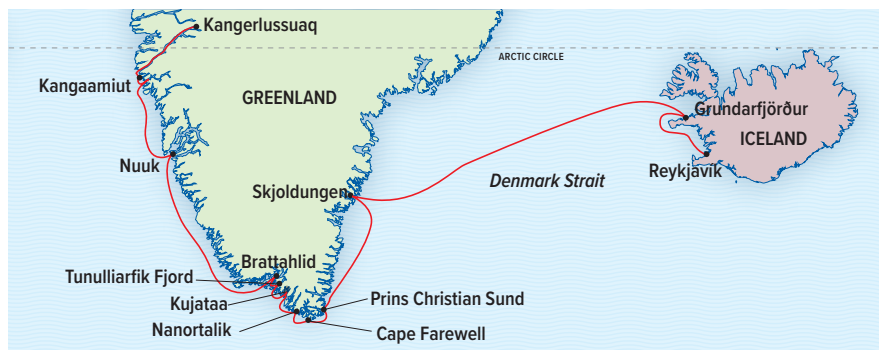 Kangerlussuaq
ARCTIC CIRCLE
Kangaamiut
GREENLAND
Grundarfjörður
ICELAND
Nuuk
Reykjavík
Skjoldungen
Denmark Strait
Brattahlid
Tunulliarfik Fjord
Kujataa
Prins Christian Sund
Nanortalik
Cape Farewell